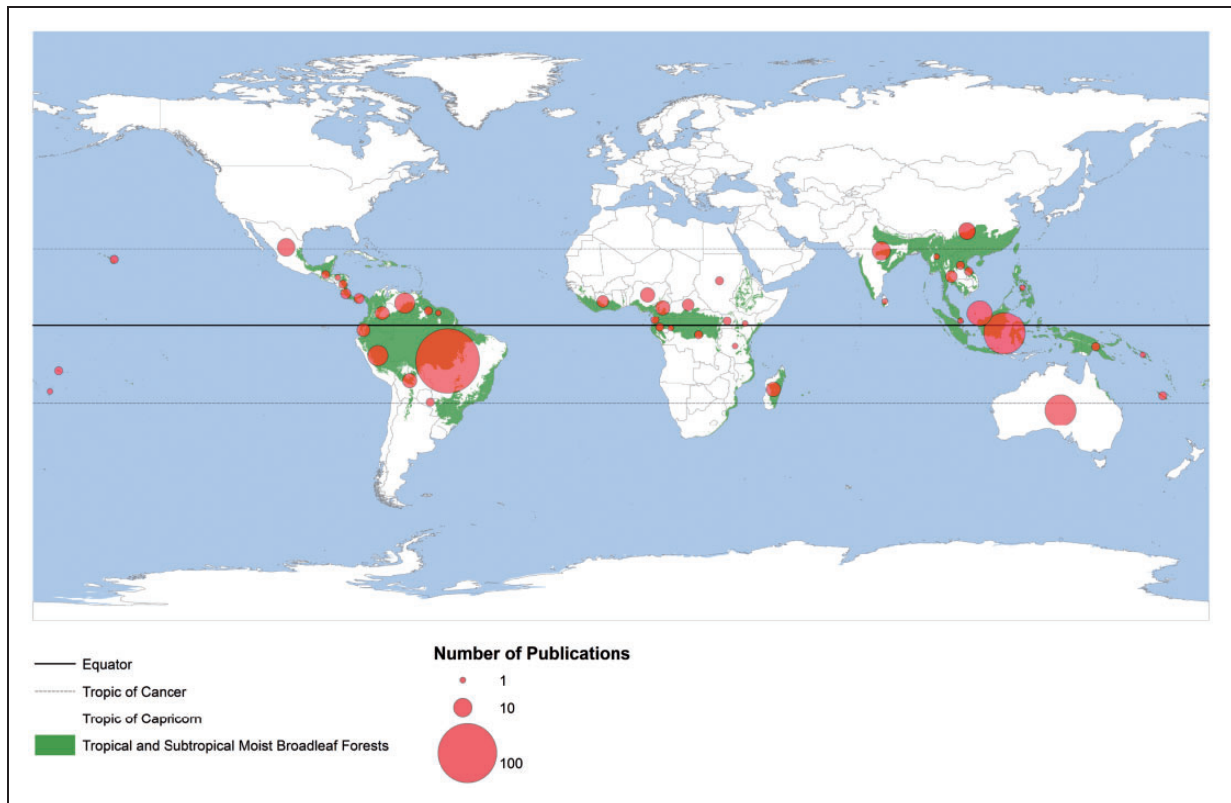 Equator
Tropic of Cancer
Tropic of Capricorn
Tropical and Subtropical Moist Broadleaf Forests
Number of Publications
1
10
100